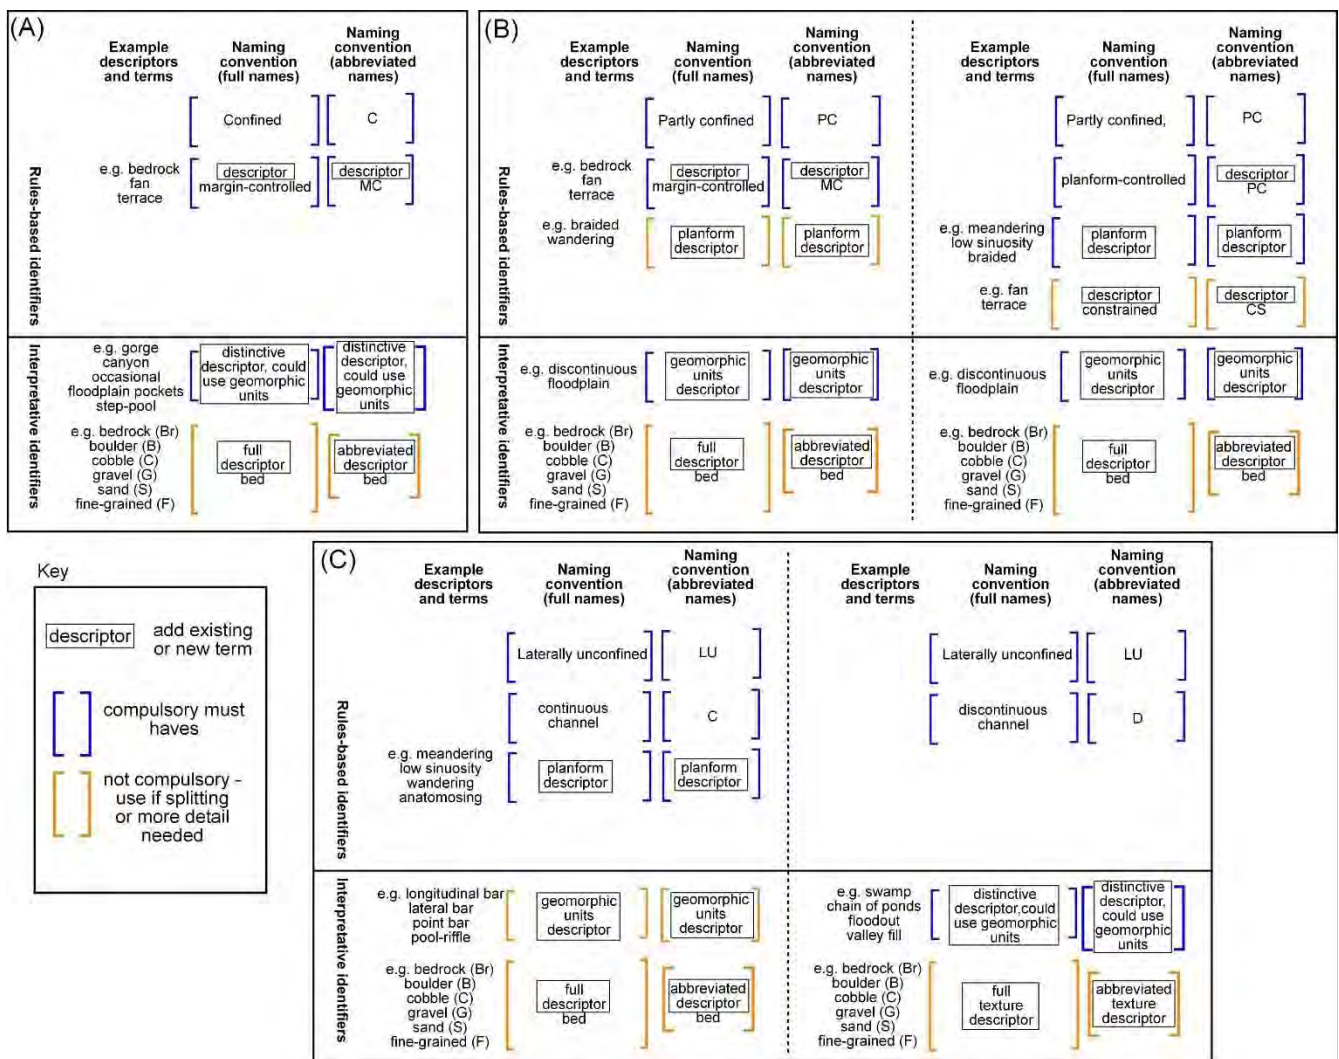 (A)
Example
descriptors
and terms
Naming
convention
(full names)
Naming
convention
(abbreviated
names)
Rules-based identifiers
Confined
C
e.g. bedrock
fan
terrace
descriptor
margin-controlled
descriptor
MC
Interpretative identifiers
e.g. gorge
canyon
occasional
floodplain pockets
step-pool
distinctive
descriptor, could
use geomorphic
units
distinctive
descriptor,
could use
geomorphic
units
e.g. bedrock (Br)
boulder (B)
cobble (C)
gravel (G)
sand (S)
fine-grained (F)
full
descriptor
bed
abbreviated
descriptor
bed
(B)
Example
descriptors
and terms
Naming
convention
(full names)
Naming
convention
(abbreviated
names)
Rules-based identifiers
Partly confined
PC
e.g. bedrock
fan
terrace
descriptor
margin-controlled
descriptor
MC
e.g. braided
wandering
planform
descriptor
planform
descriptor
Interpretative identifiers
e.g. discontinuous
floodplain
geomorphic
units
descriptor
geomorphic
units
descriptor
e.g. bedrock (Br)
boulder (B)
cobble (C)
gravel (G)
sand (S)
fine-grained (F)
full
descriptor
bed
abbreviated
descriptor
bed
Example
descriptors
and terms
Naming
convention
(full names)
Naming
convention
(abbreviated
names)
Partly confined,
PC
planform-controlled
descriptor
PC
e.g. meandering
low sinuosity
braided
planform
descriptor
planform
descriptor
e.g. fan
terrace
descriptor
constrained
descriptor
CS
e.g. discontinuous
floodplain
geomorphic
units
descriptor
geomorphic
units
descriptor
e.g. bedrock (Br)
boulder (B)
cobble (C)
gravel (G)
sand (S)
fine-grained (F)
full
descriptor
bed
abbreviated
descriptor
bed
Key
descriptor
add existing
or new term
compulsory must
haves
not compulsory -
use if splitting
or more detail
needed
(C)
Example
descriptors
and terms
Naming
convention
(full names)
Naming
convention
(abbreviated
names)
Rules-based identifiers
Laterally unconfined
LU
continuous
channel
C
e.g. meandering
low sinuosity
wandering
anatomosing
planform
descriptor
planform
descriptor
Interpretative identifiers
e.g. longitudinal bar
lateral bar
point bar
pool-riffle
geomorphic
units
descriptor
geomorphic
units
descriptor
e.g. bedrock (Br)
boulder (B)
cobble (C)
gravel (G)
sand (S)
fine-grained (F)
full
descriptor
bed
abbreviated
descriptor
bed
Example
descriptors
and terms
Naming
convention
(full names)
Naming
convention
(abbreviated
names)
Laterally unconfined
LU
discontinuous
channel
D
e.g. swamp
chain of ponds
floodout
valley fill
distinctive
descriptor,could
use geomorphic
units
distinctive
descriptor,
could use
geomorphic
units
e.g. bedrock (Br)
boulder (B)
cobble (C)
gravel (G)
sand (S)
fine-grained (F)
full
texture
descriptor
abbreviated
texture
descriptor